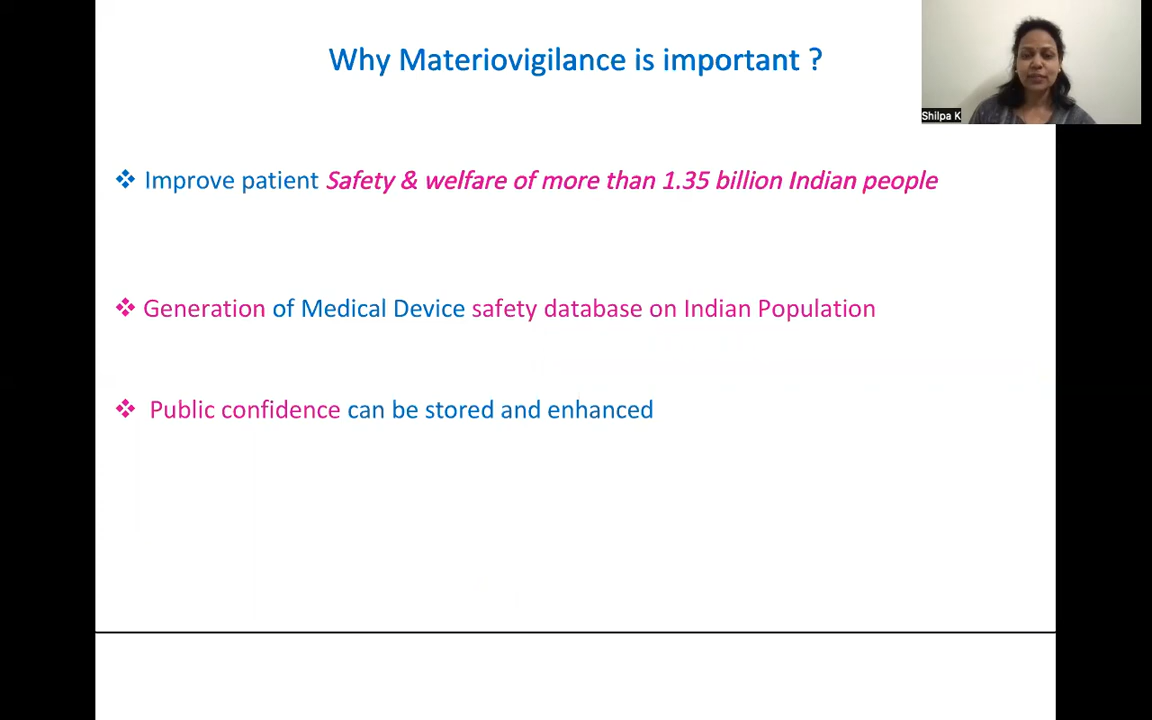 Why Materiovigilance is important ?
Shilpa K
❖ Improve patient Safety & welfare of more than 1.35 billion Indian people
❖ Generation of Medical Device safety database on Indian Population
❖ Public confidence can be stored and enhanced